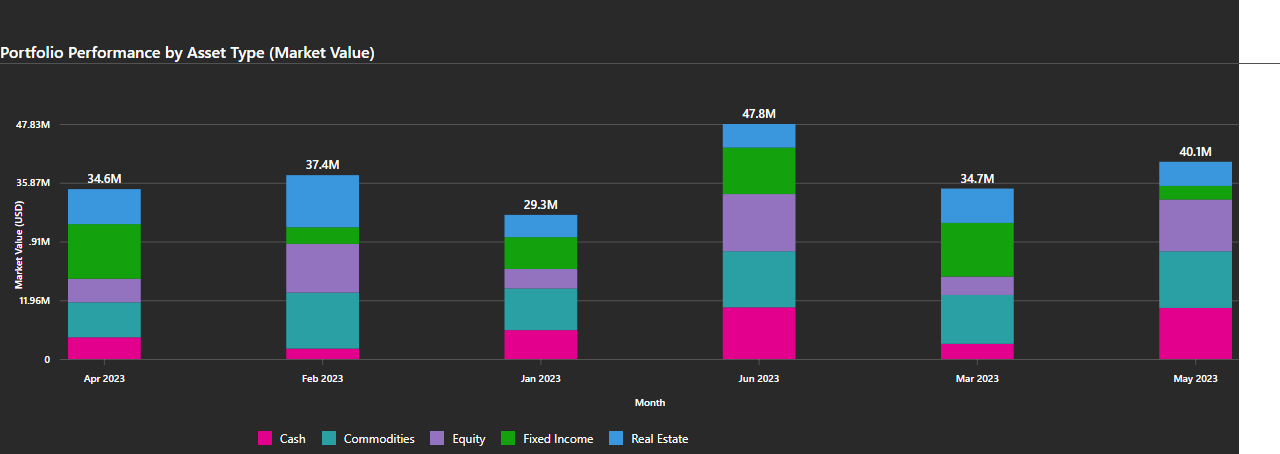 Portfolio Performance by Asset Type (Market Value)
47.83M
35.87M
.91M
11.96M
0
Market Value (USD)
34.6M
37.4M
29.3M
47.8M
34.7M
40.1M
Apr 2023
Feb 2023
Jan 2023
Jun 2023
Mar 2023
May 2023
Month
Cash
Commodities
Equity
Fixed Income
Real Estate